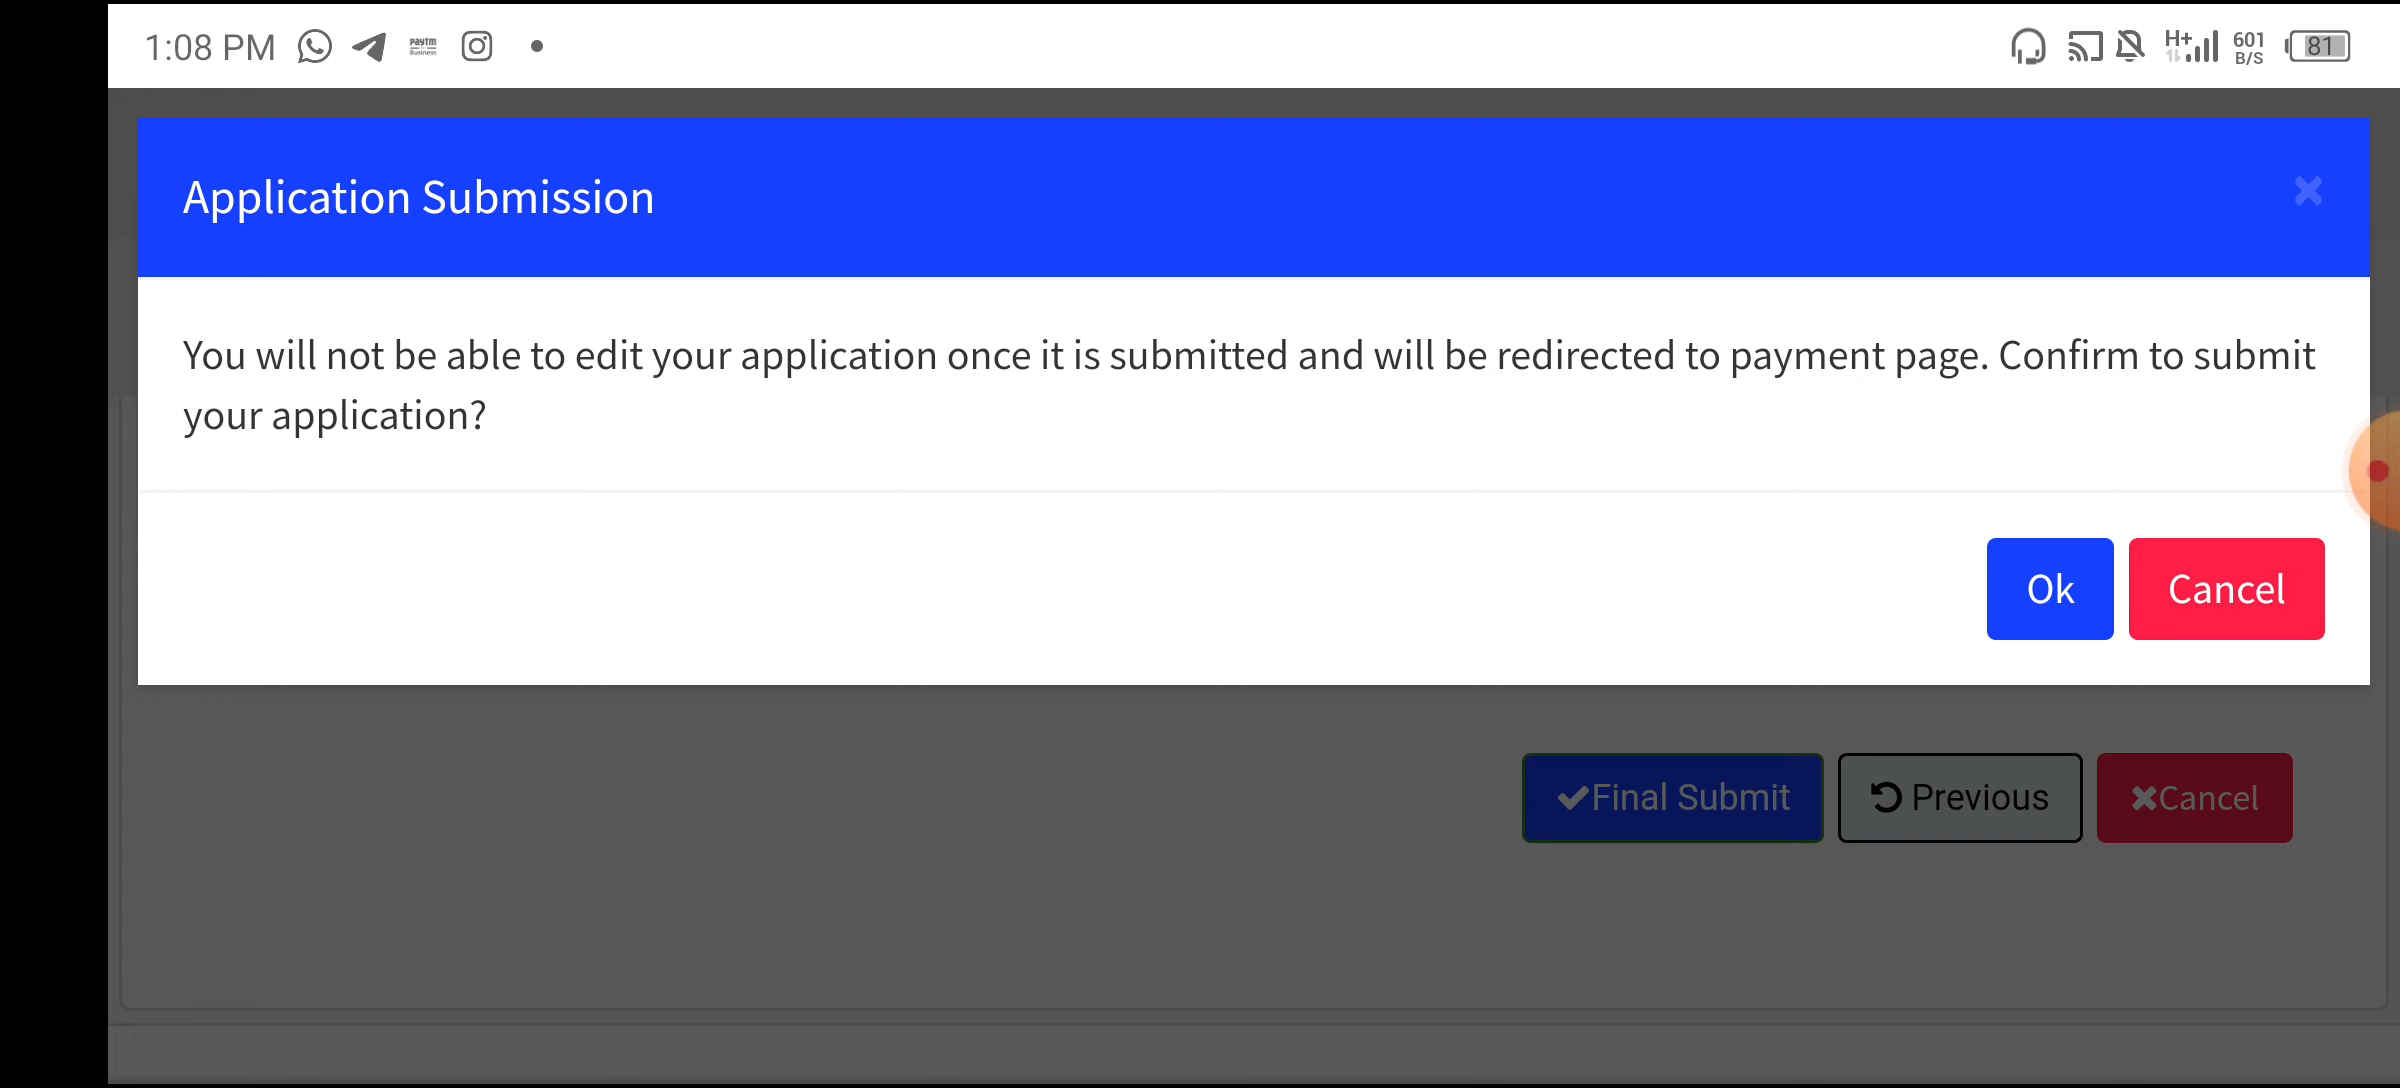 1:08 PM paytm Business H+ 601 B/S 81
Application Submission
You will not be able to edit your application once it is submitted and will be redirected to payment page. Confirm to submit
your application?
Ok Cancel
Final Submit Previous Cancel